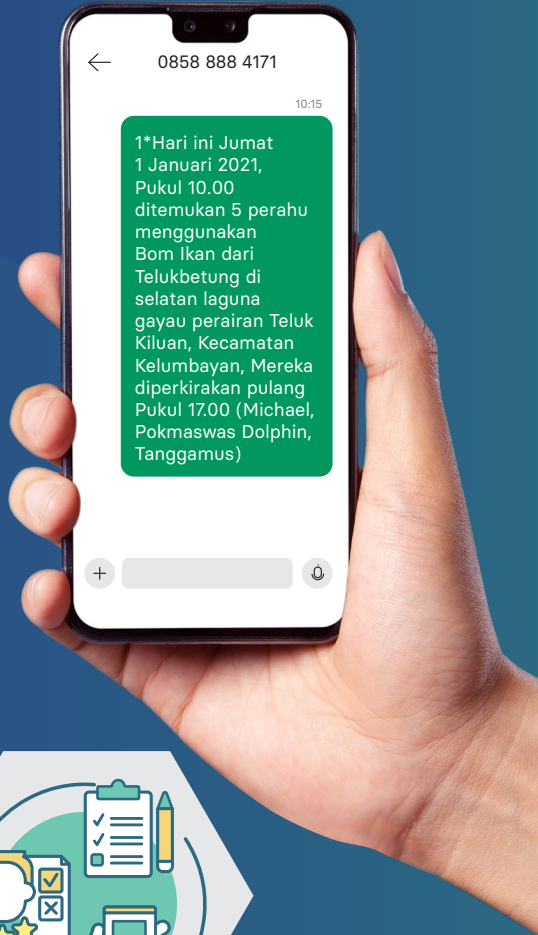 0858 888 4171
10:15
1*Hari ini Jumat
1 Januari 2021,
Pukul 10.00
ditemukan 5 perahu
menggunakan
Bom Ikan dari
Telukbetung di
selatan laguna
gayau perairan Teluk
Kiluan, Kecamatan
Kelumbayan, Mereka
diperkirakan pulang
Pukul 17.00 (Michael,
Pokmaswas Dolphin,
Tanggamus)